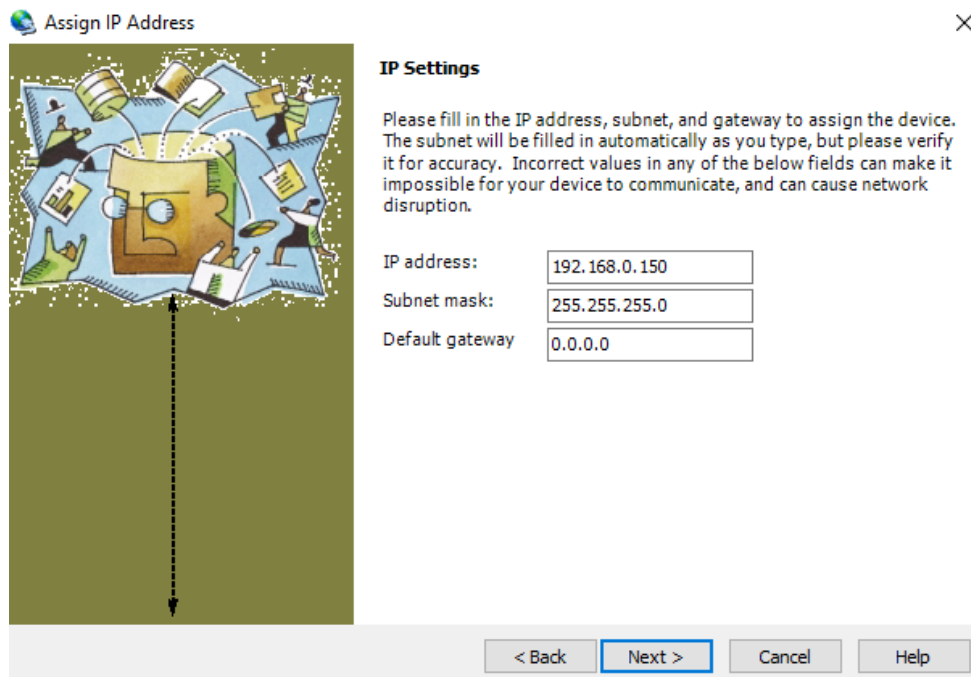 Assign IP Address
IP Settings
Please fill in the IP address, subnet, and gateway to assign the device.
The subnet will be filled in automatically as you type, but please verify
it for accuracy.  Incorrect values in any of the below fields can make it
impossible for your device to communicate, and can cause network
disruption.
IP address: 192.168.0.150
Subnet mask: 255.255.255.0
Default gateway 0.0.0.0
< Back Next > Cancel Help